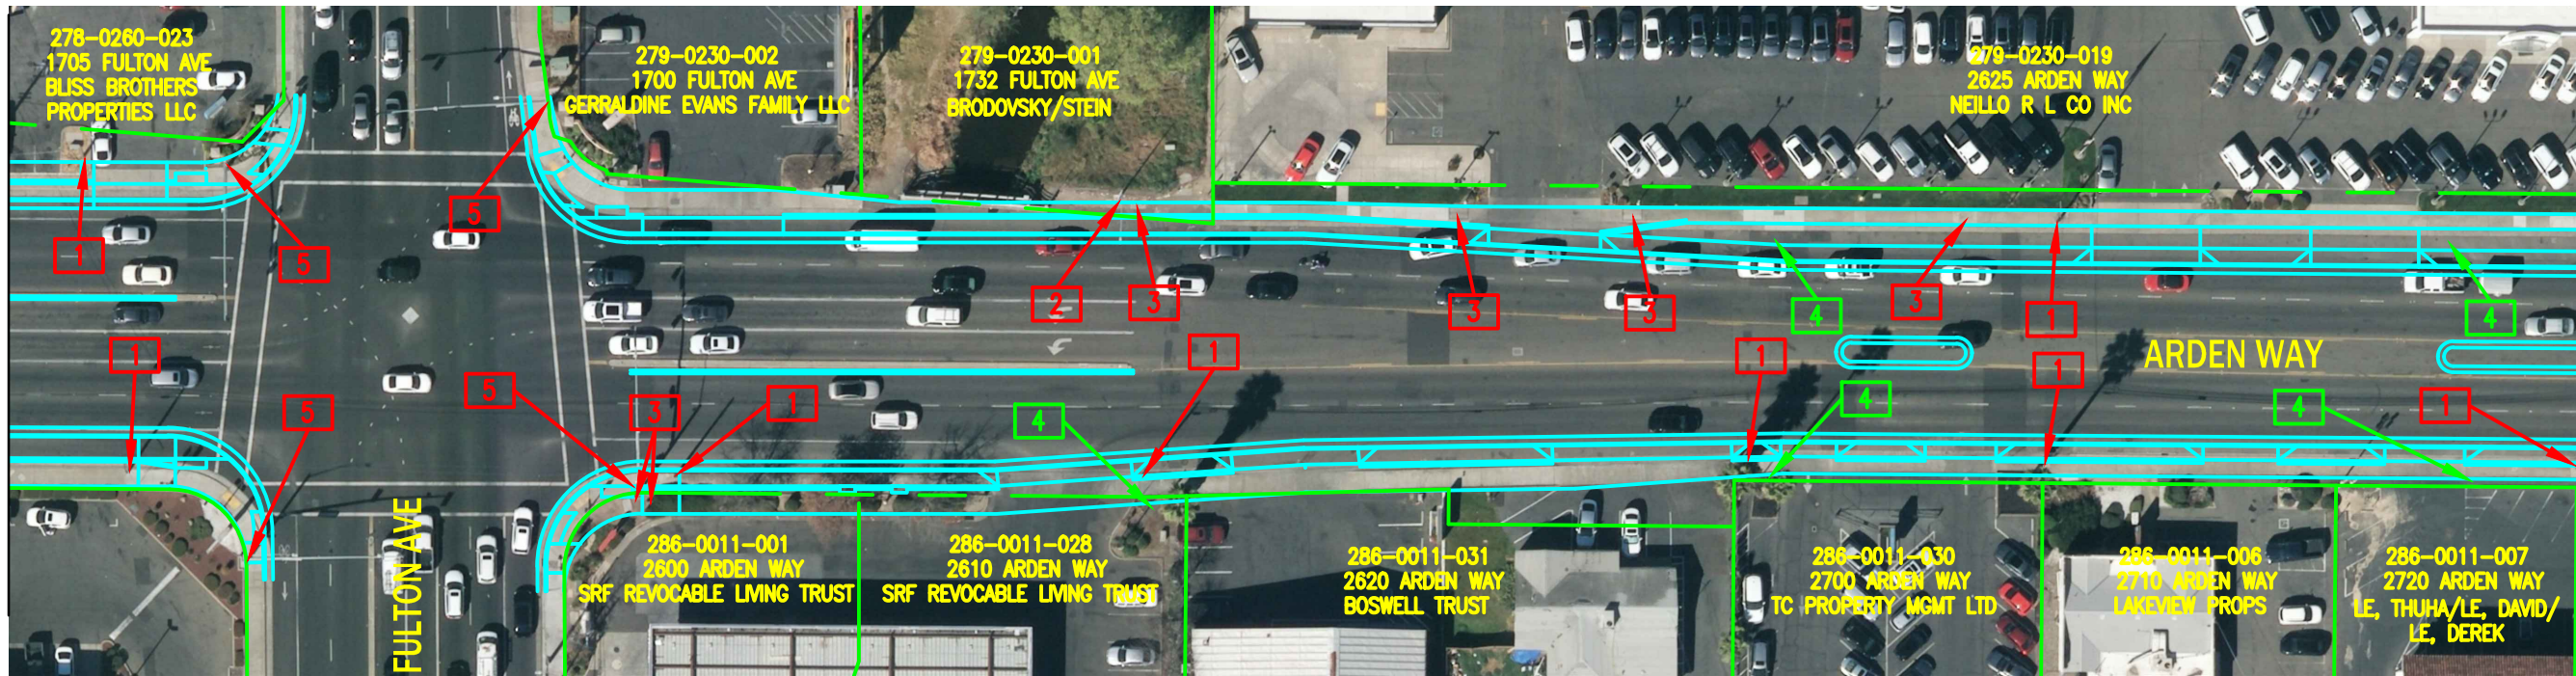 278-0260-023
1705 FULTON AVE
BLISS BROTHERS
PROPERTIES LLC
279-0230-002
1700 FULTON AVE
GERRALDINE EVANS FAMILY LLC
279-0230-001
1732 FULTON AVE
BRODOVSKY/STEIN
279-0230-019
2625 ARDEN WAY
NEILLO R L CO INC
5
1
5
2
3
3
3
4
3
1
4
1
1
1
1
ARDEN WAY
5
5
3
1
4
4
4
1
FULTON AVE
286-0011-001
2600 ARDEN WAY
SRF REVOCABLE LIVING TRUST
286-0011-028
2610 ARDEN WAY
SRF REVOCABLE LIVING TRUST
286-0011-031
2620 ARDEN WAY
BOSWELL TRUST
286-0011-030
2700 ARDEN WAY
TC PROPERTY MGMT LTD
286-0011-006
2710 ARDEN WAY
LAKEVIEW PROPS
286-0011-007
2720 ARDEN WAY
LE, THUHA/LE, DAVID/
LE, DEREK